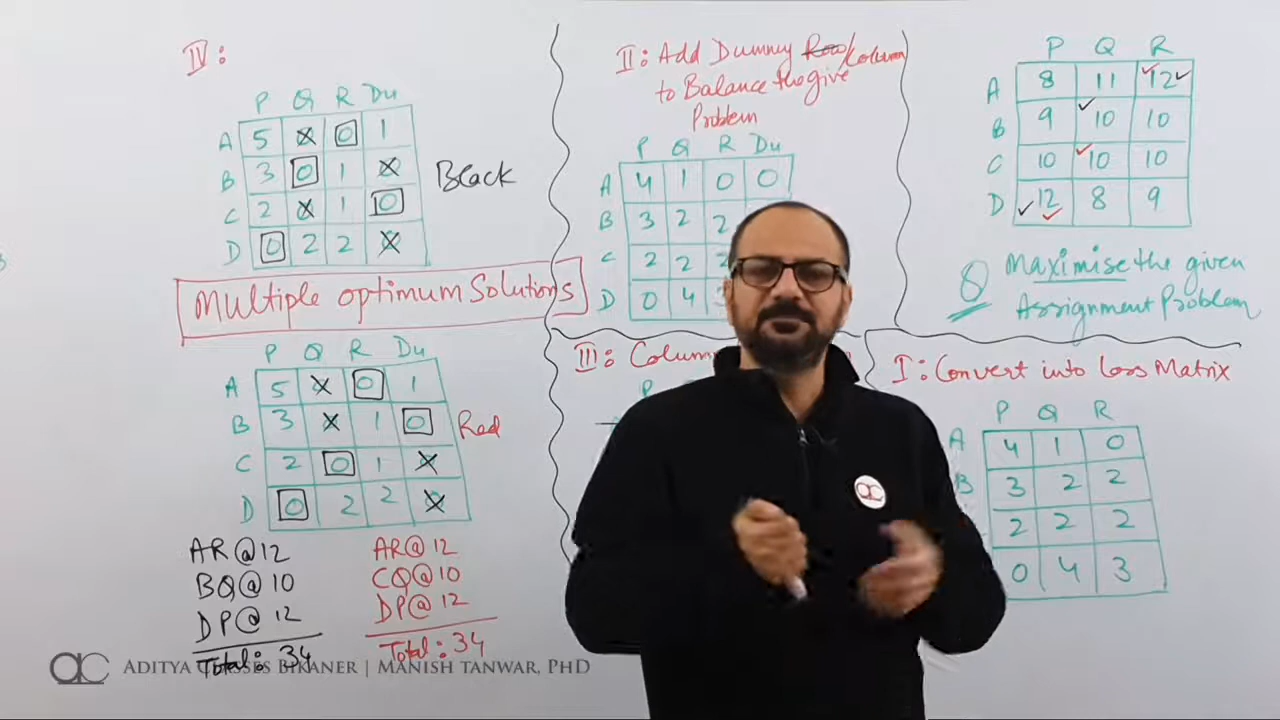 IV:
P Q R Du
A 5 X 0 1
B 3 0 1 X
C 2 X 1 0
D 0 2 2 X
Black
Multiple optimum Solutions
P Q R Du
A 5 X 0 1
B 3 X 1 0
C 2 0 1 X
D 0 2 2 X
Red
AR@12
BQ@10
DP@12
Total: 34
AR@12
CQ@10
DP@12
Total: 34
II: Add Dummy Row/Column
to Balance the give
Problem
P Q R Du
A 4 1 0 0
B 3 2 2
C 2 2 2
D 0 4
III: Colum
P Q R
A 8 11 12
B 9 10 10
C 10 10 10
D 12 8 9
Q Maximise the given
Assignment Problem
I: Convert into Loss Matrix
P Q R
A 4 1 0
B 3 2 2
2 2 2
0 4 3
ac
ac ADITYA CLASSES BIKANER | MANISH TANWAR, PHD